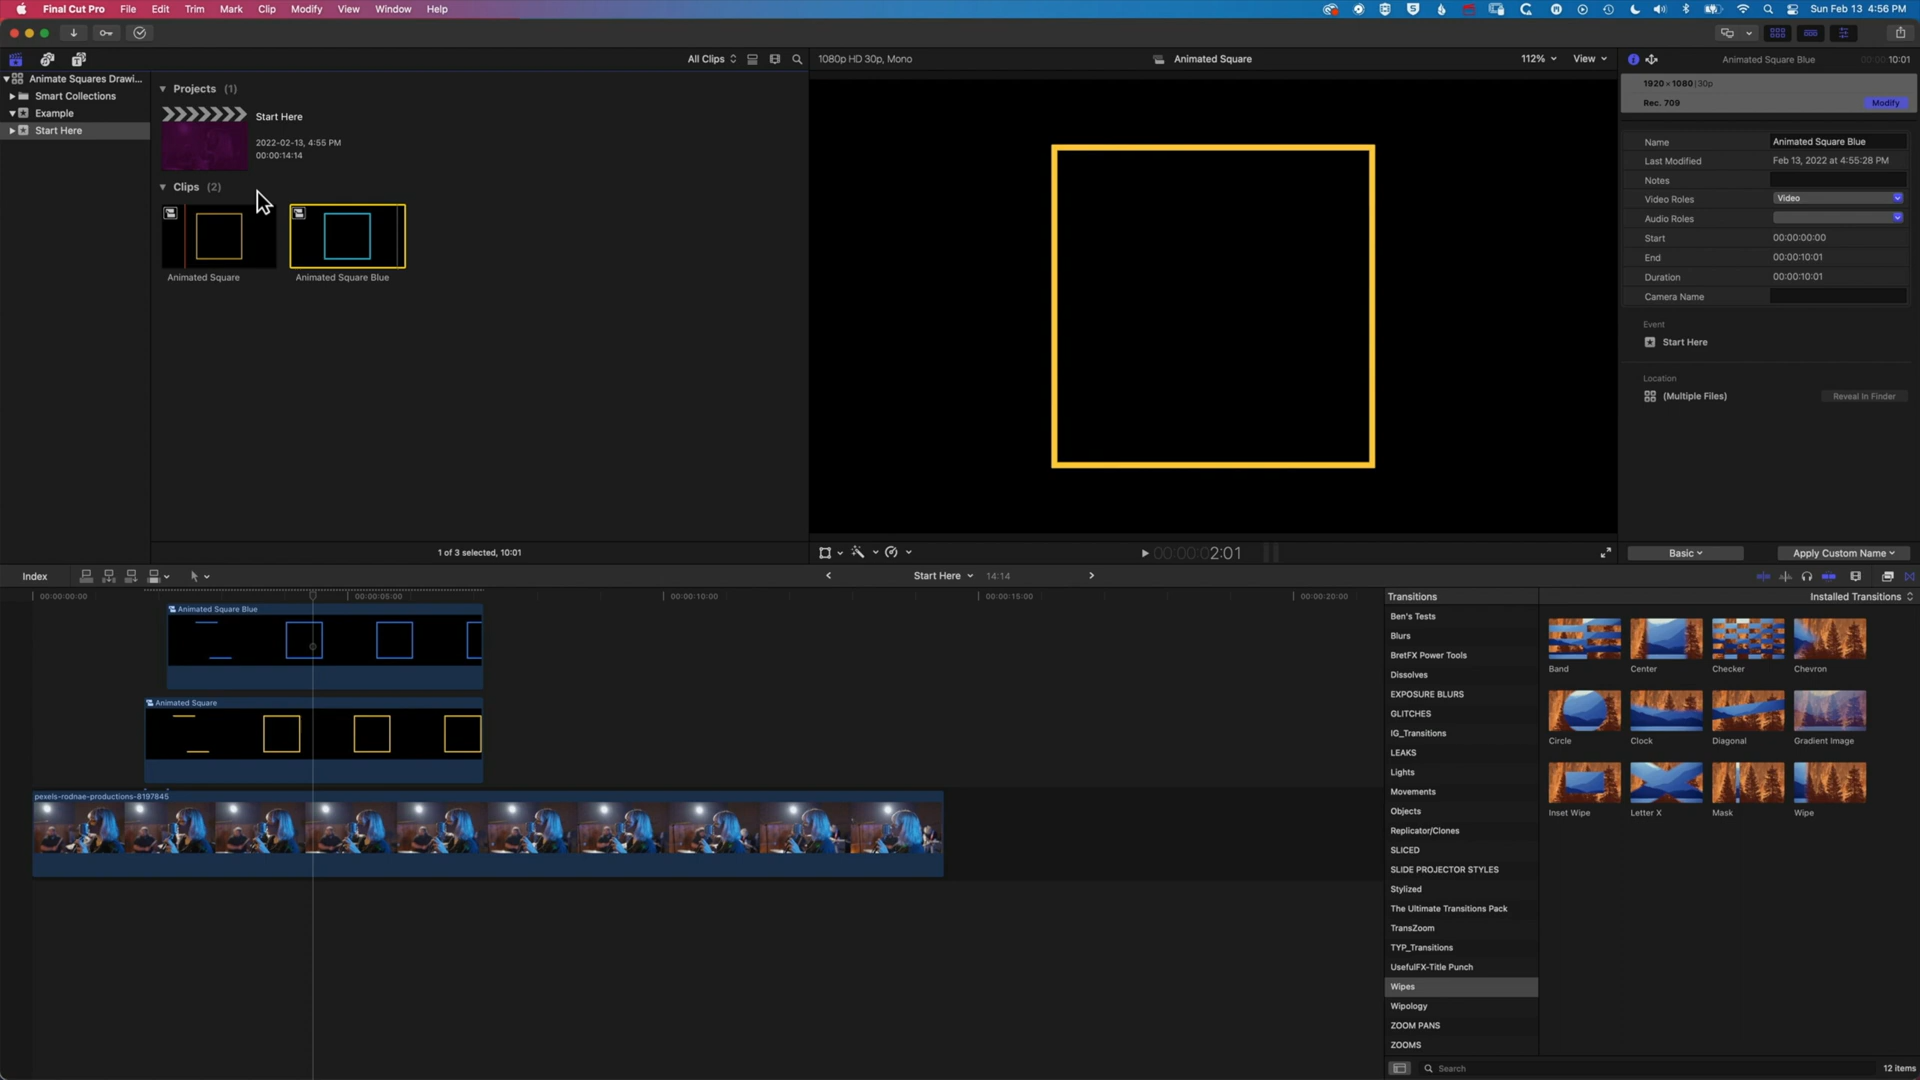 Final Cut Pro File Edit Trim Mark Clip Modify View Window Help
Sun Feb 13 4:56 PM
All Clips
1080p HD 30p, Mono
Animated Square
112%
View
Animated Square Blue
00:00:10:01
Animate Squares Drawi...
Smart Collections
Example
Start Here
Projects (1)
Start Here
2022-02-13, 4:55 PM
00:00:14:14
Clips (2)
Animated Square
Animated Square Blue
1 of 3 selected, 10:01
00:00:02:01
1920 × 1080 | 30p
Rec. 709
Modify
Name Animated Square Blue
Last Modified Feb 13, 2022 at 4:55:28 PM
Notes
Video Roles Video
Audio Roles
Start 00:00:00:00
End 00:00:10:01
Duration 00:00:10:01
Camera Name
Event
Start Here
Location
(Multiple Files)
Reveal In Finder
Basic
Apply Custom Name
Index
Start Here
14:14
00:00:00:00
00:00:05:00
00:00:10:00
00:00:15:00
00:00:20:00
Animated Square Blue
Animated Square
pexels-rodnae-productions-8197845
Transitions
Installed Transitions
Ben's Tests
Blurs
BretFX Power Tools
Dissolves
EXPOSURE BLURS
GLITCHES
IG_Transitions
LEAKS
Lights
Movements
Objects
Replicator/Clones
SLICED
SLIDE PROJECTOR STYLES
Stylized
The Ultimate Transitions Pack
TransZoom
TYP_Transitions
UsefulFX-Title Punch
Wipes
Wipology
ZOOM PANS
ZOOMS
Band
Center
Checker
Chevron
Circle
Clock
Diagonal
Gradient Image
Inset Wipe
Letter X
Mask
Wipe
Search
12 items